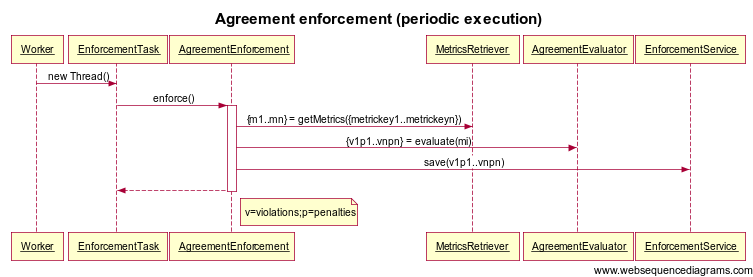 Agreement enforcement (periodic execution)
Worker EnforcementTask AgreementEnforcement MetricsRetriever AgreementEvaluator EnforcementService
new Thread()
enforce()
{m1..mn} = getMetrics({metrickey1..metrickeyn})
{v1p1..vnpn} = evaluate(mi)
save(v1p1..vnpn)
v=violations;p=penalties
Worker EnforcementTask AgreementEnforcement MetricsRetriever AgreementEvaluator EnforcementService
www.websequencediagrams.com